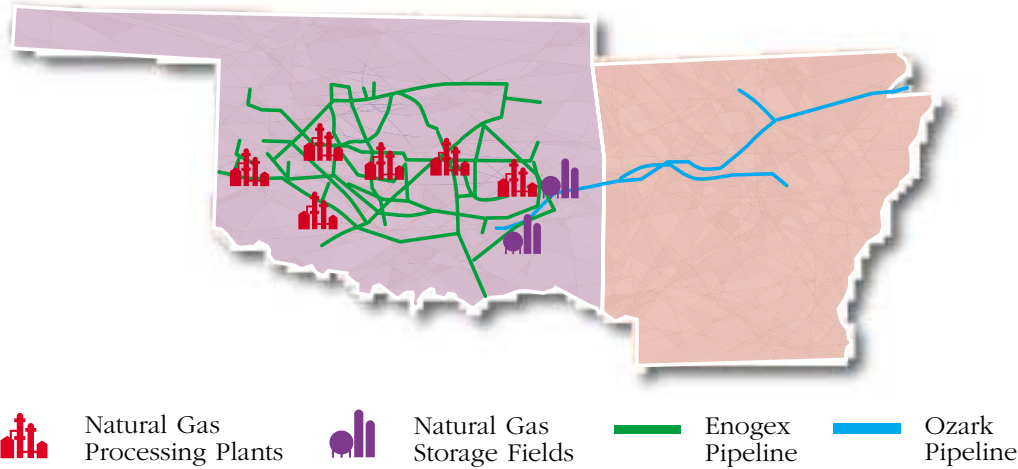 Natural Gas
Processing Plants
Natural Gas
Storage Fields
Enogex
Pipeline
Ozark
Pipeline